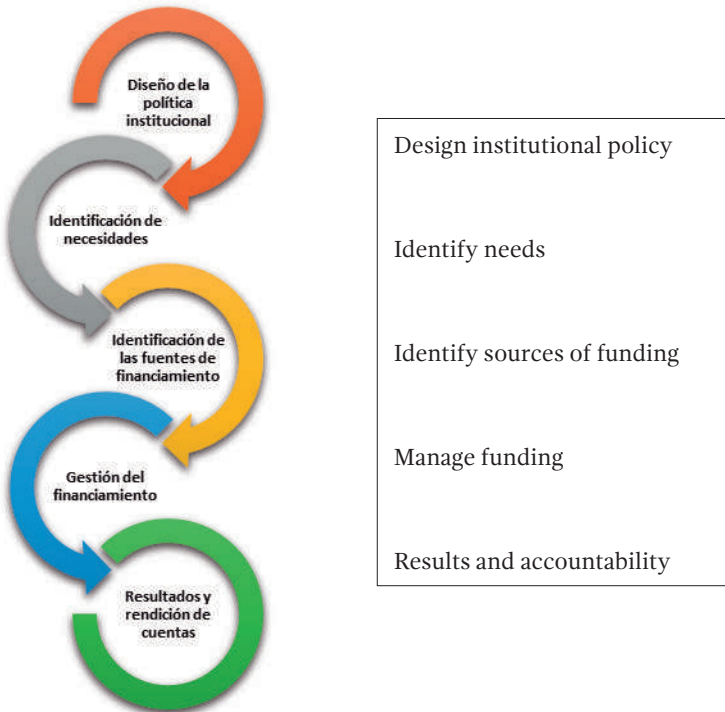 Diseño de la
política
institucional
Identificación de
necesidades
Identificación de
las fuentes de
financiamiento
Gestión del
financiamiento
Resultados y
rendición de
cuentas
Design institutional policy
Identify needs
Identify sources of funding
Manage funding
Results and accountability